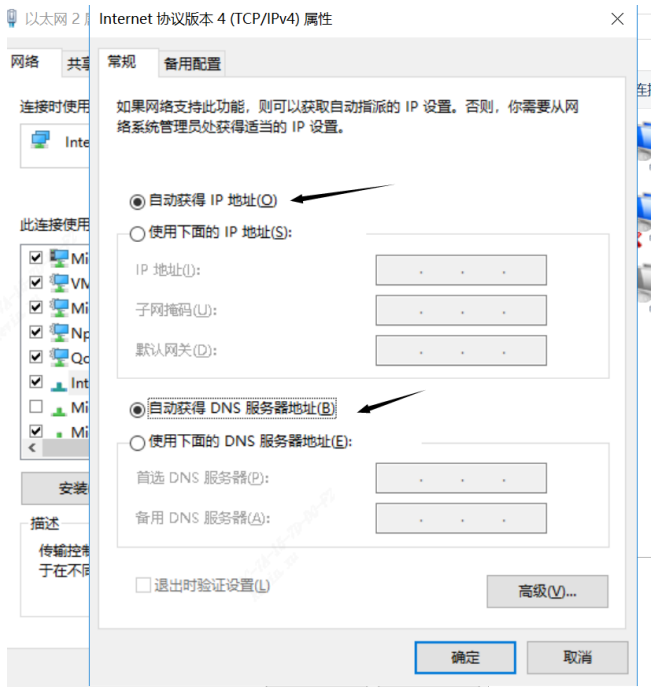 以太网 2
Internet 协议版本 4 (TCP/IPv4) 属性
网络
共享
常规
备用配置
连接时使用
Inte
如果网络支持此功能，则可以获取自动指派的 IP 设置。否则，你需要从网
络系统管理员处获得适当的 IP 设置。
自动获得 IP 地址(O)
此连接使用
使用下面的 IP 地址(S):
Mi
IP 地址(I):
VM
Mi
子网掩码(U):
Np
默认网关(D):
Qo
Int
自动获得 DNS 服务器地址(B)
Mi
Mi
使用下面的 DNS 服务器地址(E):
首选 DNS 服务器(P):
安装
备用 DNS 服务器(A):
描述
传输控制
于在不同
退出时验证设置(L)
高级(V)...
确定
取消